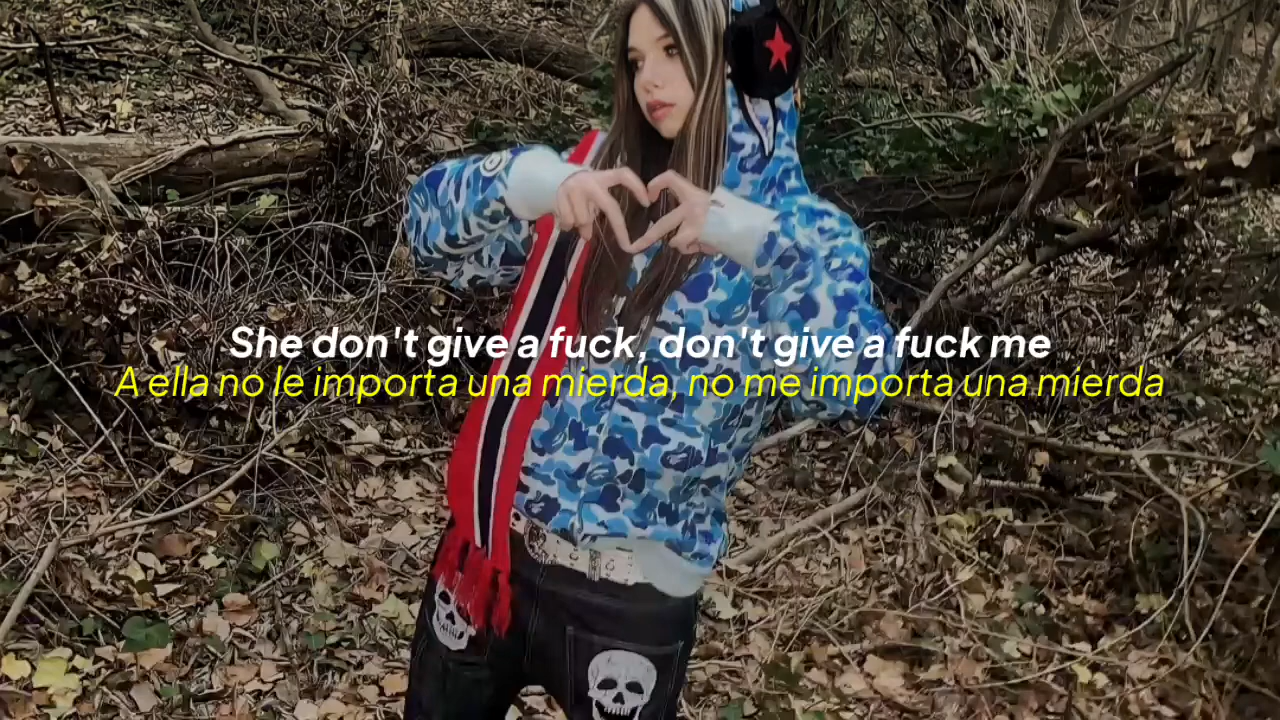 She don't give a fuck, don't give a fuck me
A ella no le importa una mierda, no me importa una mierda